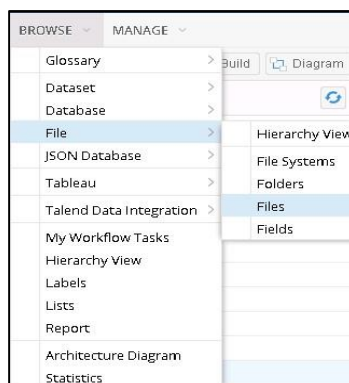 BROWSE MANAGE
Glossary
Build Diagram
Dataset
Database
File
Hierarchy View
JSON Database
File Systems
Tableau
Folders
Talend Data Integration
Files
My Workflow Tasks
Fields
Hierarchy View
Labels
Lists
Report
Architecture Diagram
Statistics